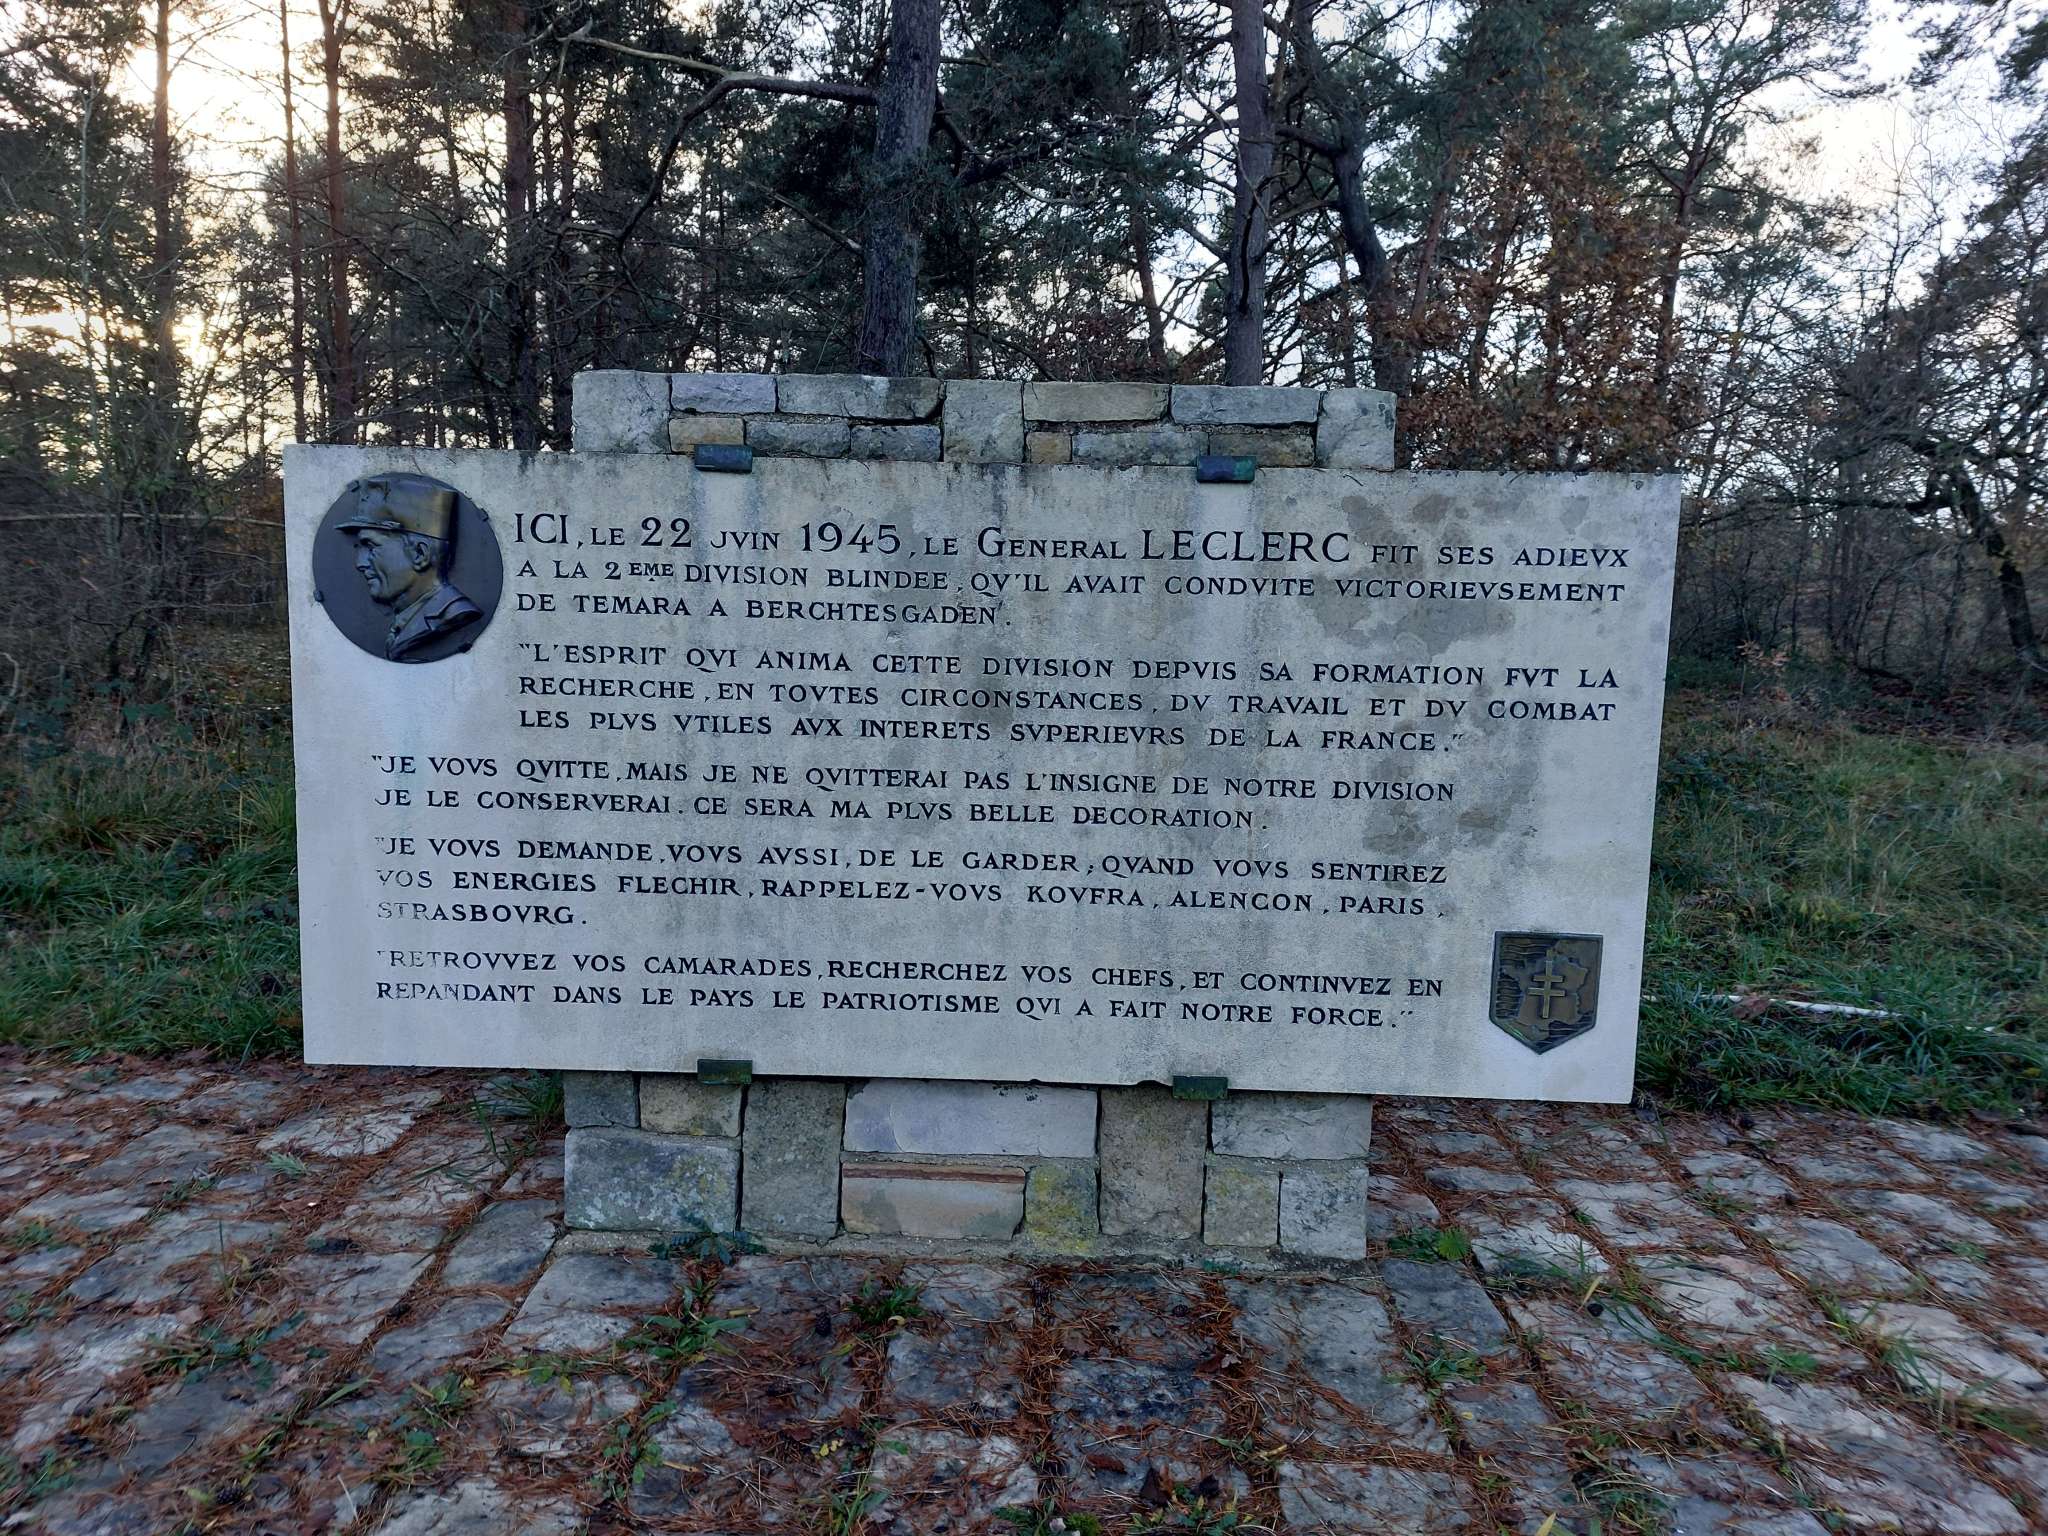 ICI, LE 22 JVIN 1945, LE GENERAL LECLERC FIT SES ADIEVX
A LA 2EME DIVISION BLINDEE, QV'IL AVAIT CONDVITE VICTORIEVSEMENT
DE TEMARA A BERCHTESGADEN.
"L'ESPRIT QVI ANIMA CETTE DIVISION DEPVIS SA FORMATION FVT LA
RECHERCHE, EN TOVTES CIRCONSTANCES, DV TRAVAIL ET DV COMBAT
LES PLVS VTILES AVX INTERETS SVPERIEVRS DE LA FRANCE."
"JE VOVS QVITTE, MAIS JE NE QVITTERAI PAS L'INSIGNE DE NOTRE DIVISION
JE LE CONSERVERAI. CE SERA MA PLVS BELLE DECORATION.
"JE VOVS DEMANDE, VOVS AVSSI, DE LE GARDER; QVAND VOVS SENTIREZ
VOS ENERGIES FLECHIR, RAPPELEZ-VOVS KOVFRA, ALENCON, PARIS,
STRASBOVRG.
"RETROVVEZ VOS CAMARADES, RECHERCHEZ VOS CHEFS, ET CONTINVEZ EN
REPANDANT DANS LE PAYS LE PATRIOTISME QVI A FAIT NOTRE FORCE."